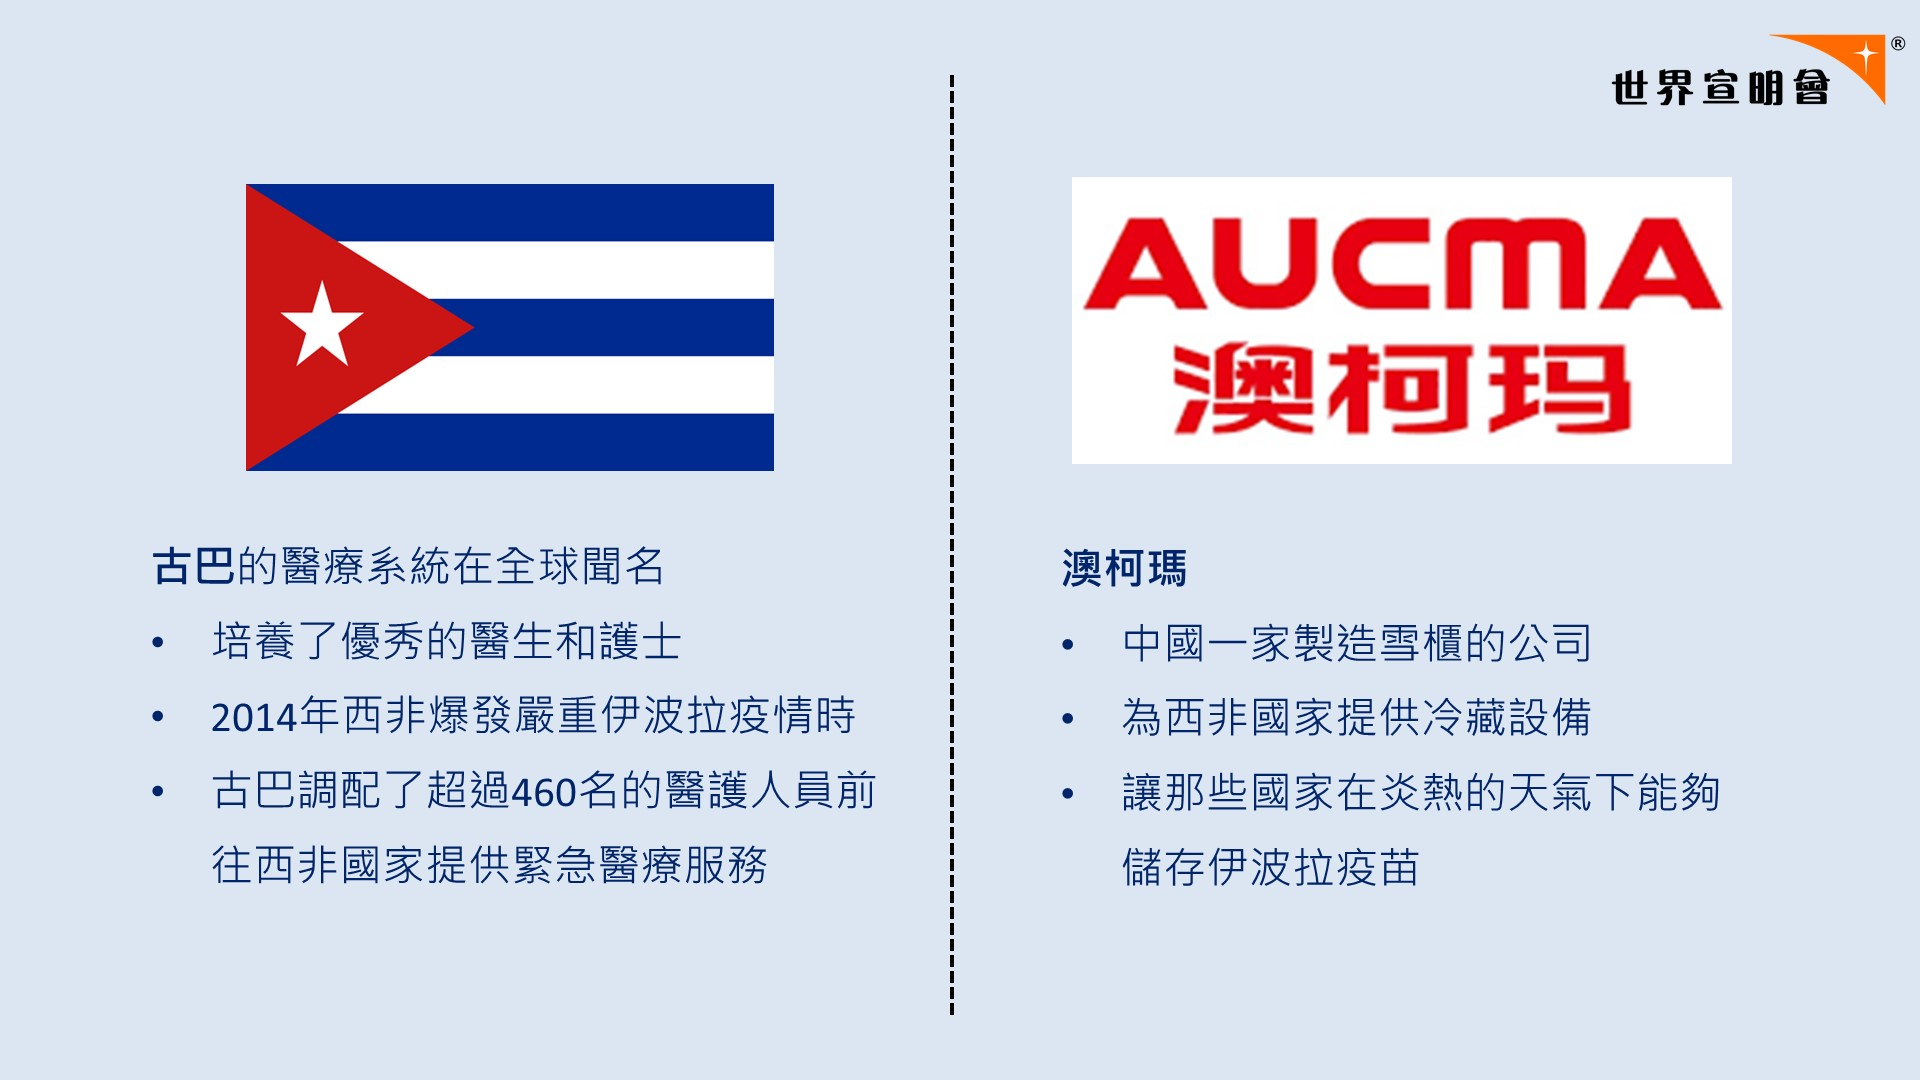 世界宣明會®
古巴的醫療系統在全球聞名
• 培養了優秀的醫生和護士
• 2014年西非爆發嚴重伊波拉疫情時
• 古巴調配了超過460名的醫護人員前
往西非國家提供緊急醫療服務
AUCMA
澳柯玛
澳柯瑪
• 中國一家製造雪櫃的公司
• 為西非國家提供冷藏設備
• 讓那些國家在炎熱的天氣下能夠
儲存伊波拉疫苗